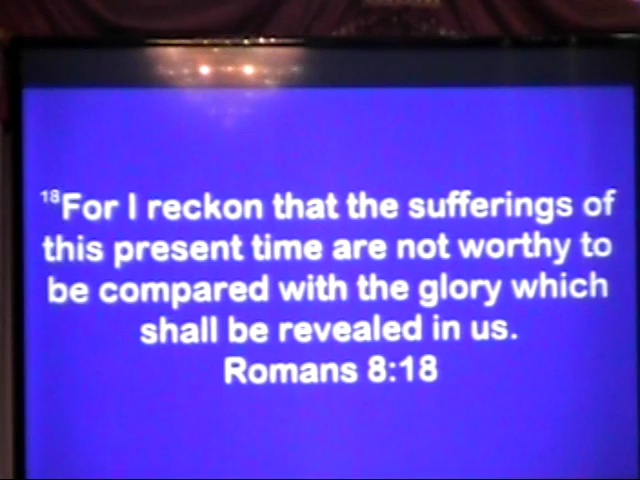 18For I reckon that the sufferings of
this present time are not worthy to
be compared with the glory which
shall be revealed in us.
Romans 8:18